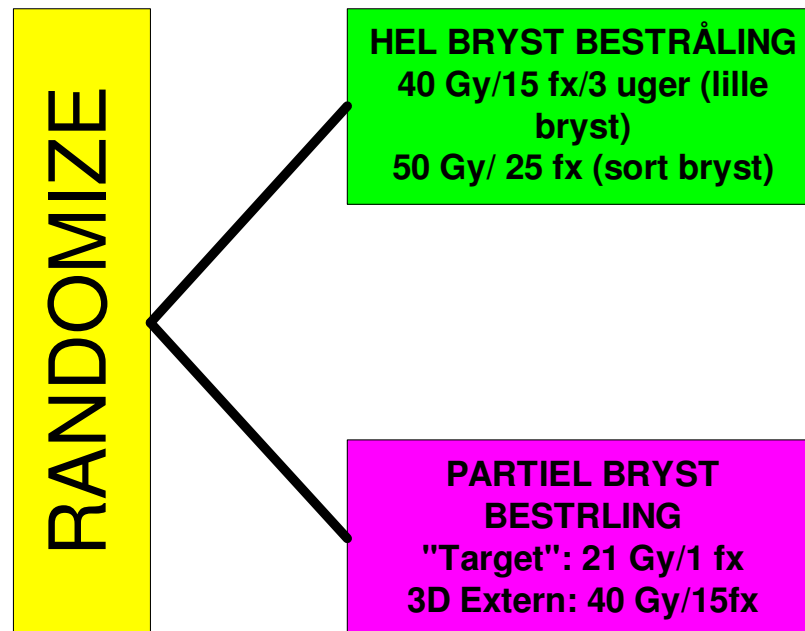 RANDOMIZE
HEL BRYST BESTRÅLING
40 Gy/15 fx/3 uger (lille
bryst)
50 Gy/ 25 fx (sort bryst)
PARTIEL BRYST
BESTRLING
"Target": 21 Gy/1 fx
3D Extern: 40 Gy/15fx